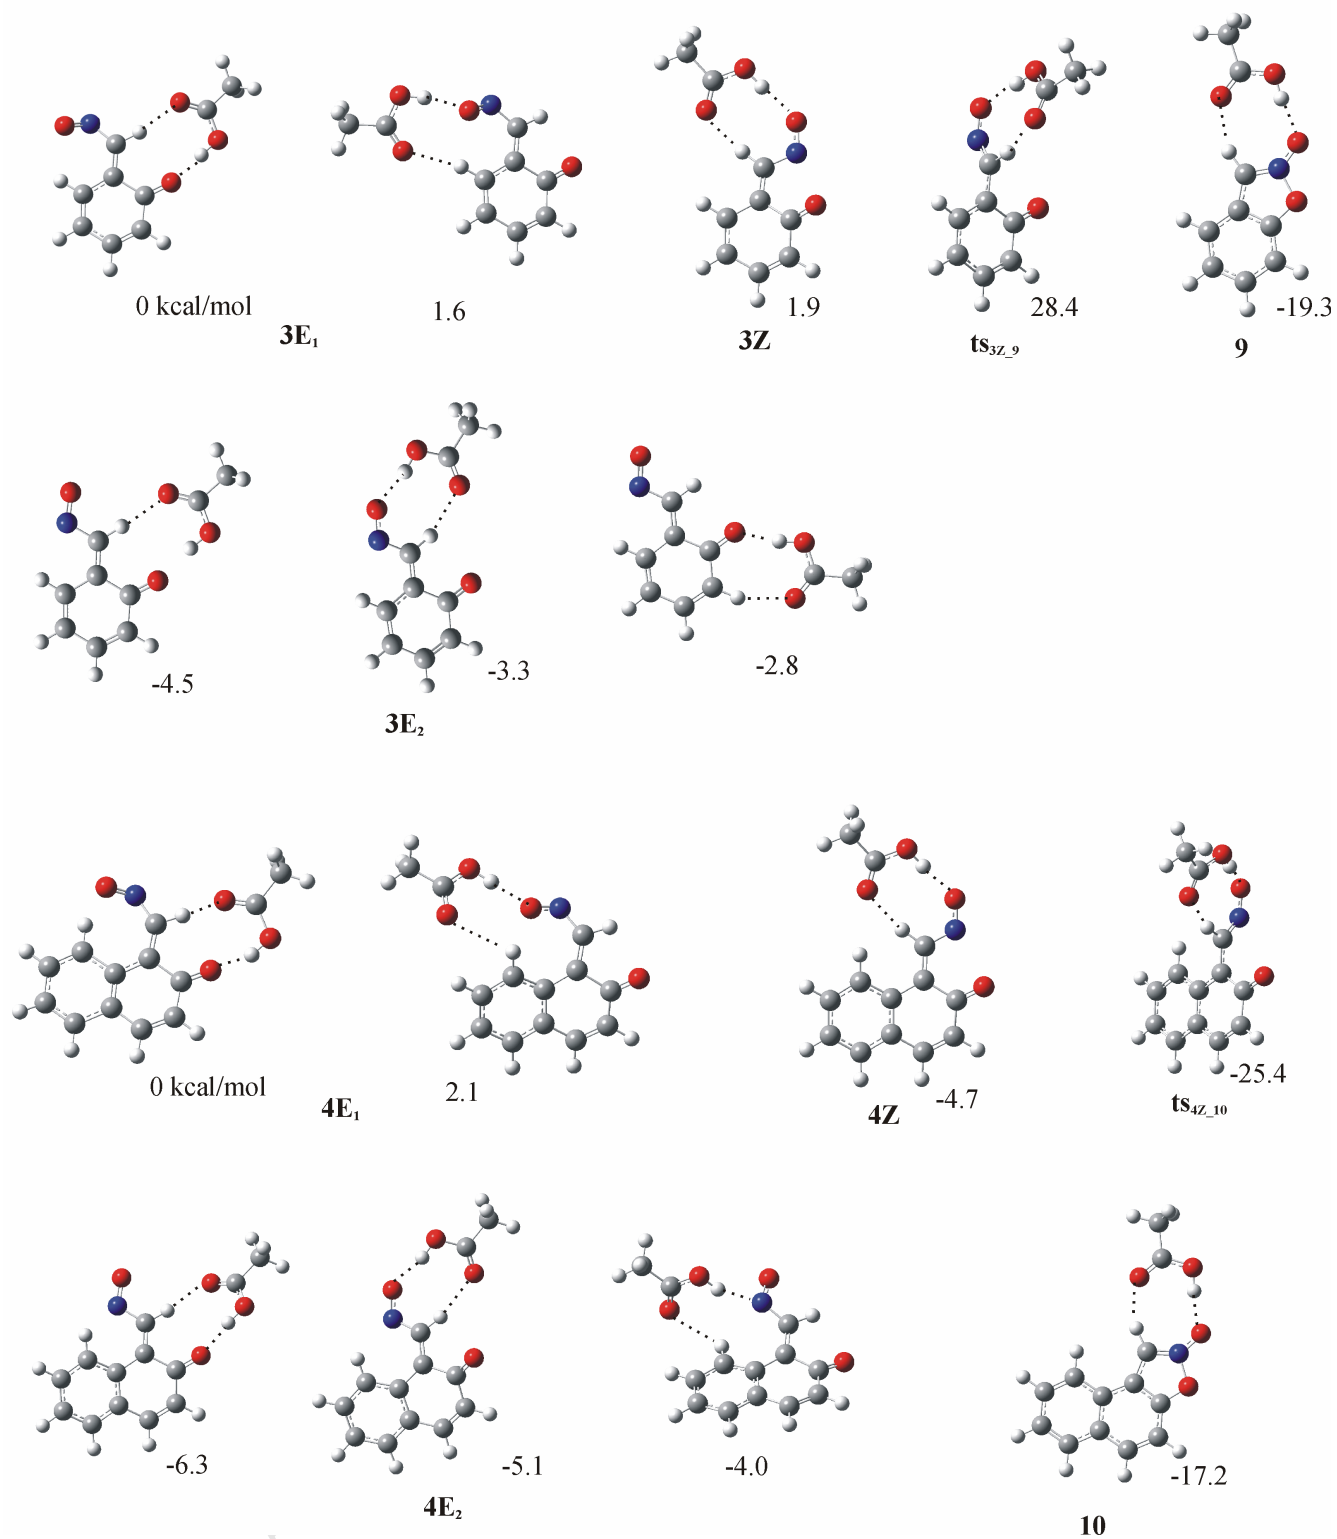 0 kcal/mol 1.6 1.9 28.4 -19.3
3E₁ 3Z ts₃Z_₉ 9
-4.5 -3.3 -2.8
3E₂
0 kcal/mol 2.1 -4.7 -25.4
4E₁ 4Z ts₄Z_₁₀
-6.3 -5.1 -4.0 -17.2
4E₂ 10